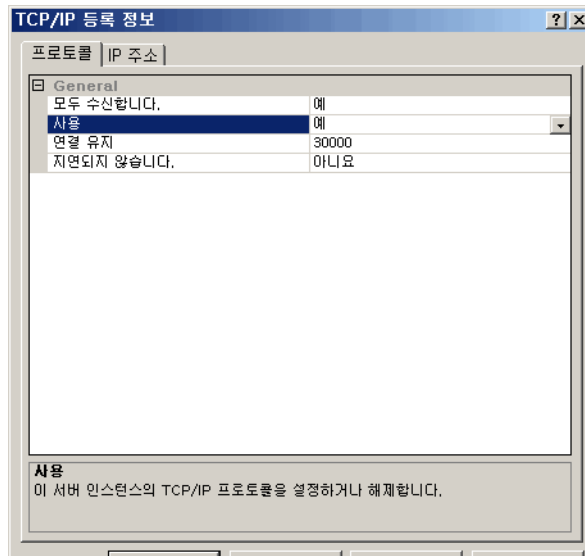 TCP/IP 등록 정보
프로토콜 IP 주소
General
모두 수신합니다. 예
사용 예
연결 유지 30000
지연되지 않습니다. 아니요
사용
이 서버 인스턴스의 TCP/IP 프로토콜을 설정하거나 해제합니다.